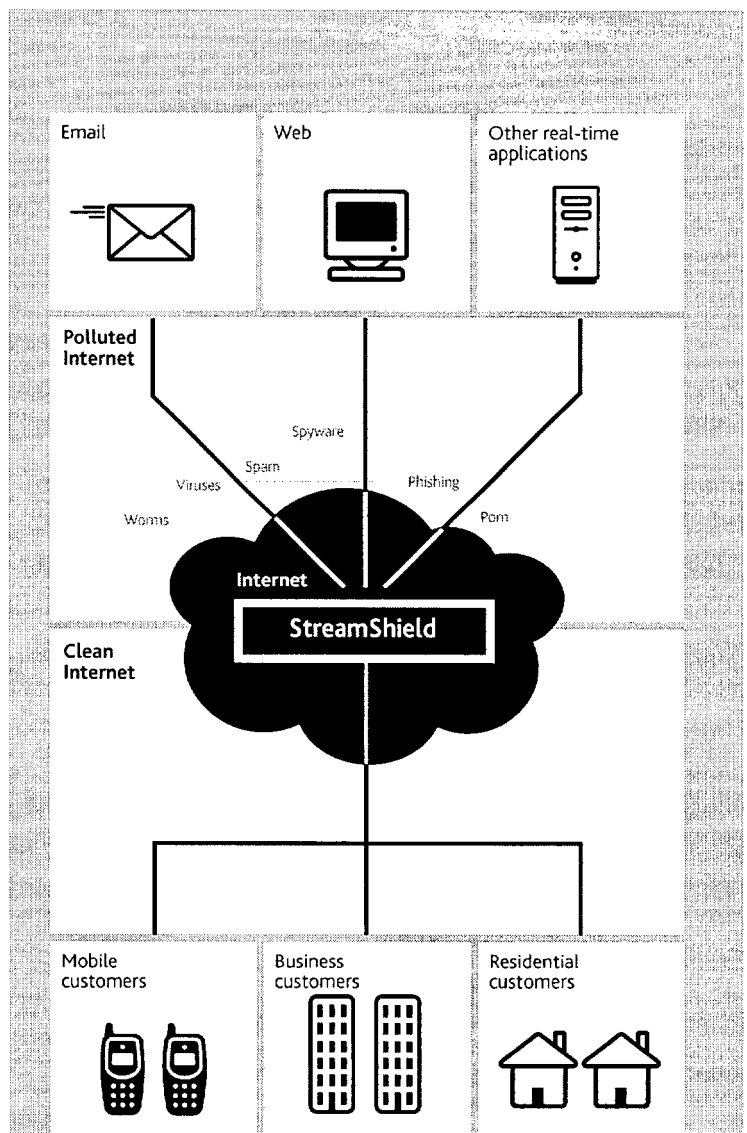 Email
Web
Other real-time
applications
Polluted
Internet
Spyware
Spam
Viruses
Phishing
Worms
Porn
Internet
StreamShield
Clean
Internet
Mobile
customers
Business
customers
Residential
customers